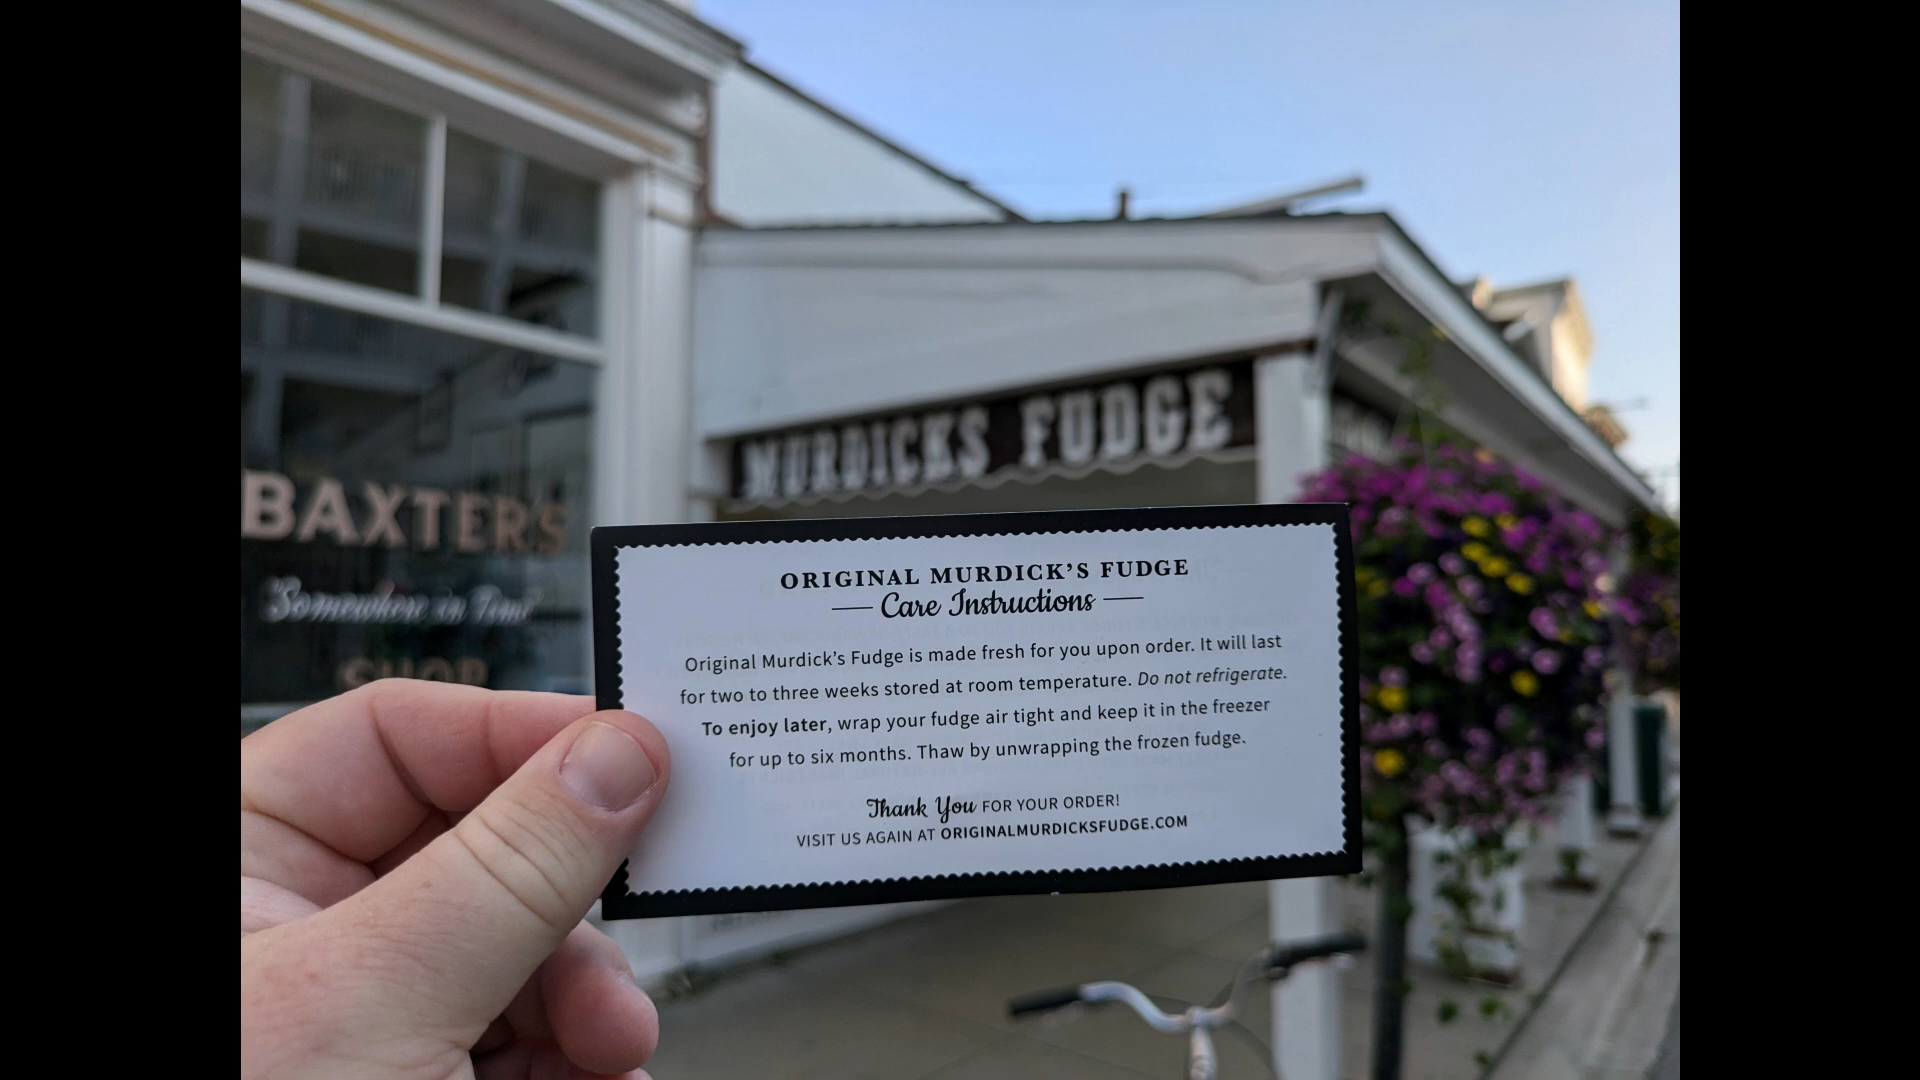 MURDICKS FUDGE
BAXTERS
"Somewhere in Time"
SHOP
ORIGINAL MURDICK'S FUDGE
Care Instructions
Original Murdick's Fudge is made fresh for you upon order. It will last
for two to three weeks stored at room temperature. Do not refrigerate.
To enjoy later, wrap your fudge air tight and keep it in the freezer
for up to six months. Thaw by unwrapping the frozen fudge.
Thank You FOR YOUR ORDER!
VISIT US AGAIN AT ORIGINALMURDICKSFUDGE.COM